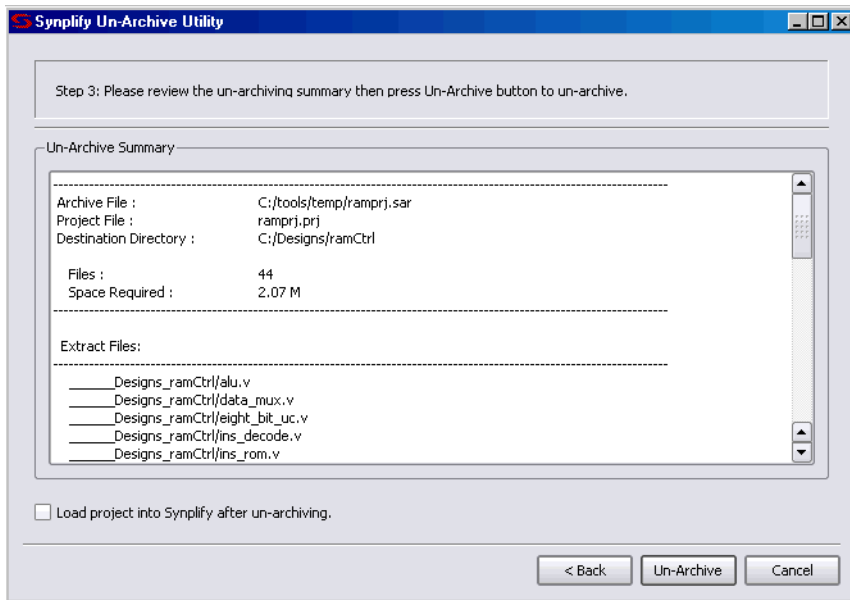 Synplify Un-Archive Utility
Step 3: Please review the un-archiving summary then press Un-Archive button to un-archive.
Un-Archive Summary
--------------------------------------------------------------------------------
Archive File : C:/tools/temp/ramprj.sar
Project File : ramprj.prj
Destination Directory : C:/Designs/ramCtrl
Files : 44
Space Required : 2.07 M
--------------------------------------------------------------------------------
Extract Files:
--------------------------------------------------------------------------------
______Designs_ramCtrl/alu.v
______Designs_ramCtrl/data_mux.v
______Designs_ramCtrl/eight_bit_uc.v
______Designs_ramCtrl/ins_decode.v
______Designs_ramCtrl/ins_rom.v
Load project into Synplify after un-archiving.
< Back Un-Archive Cancel